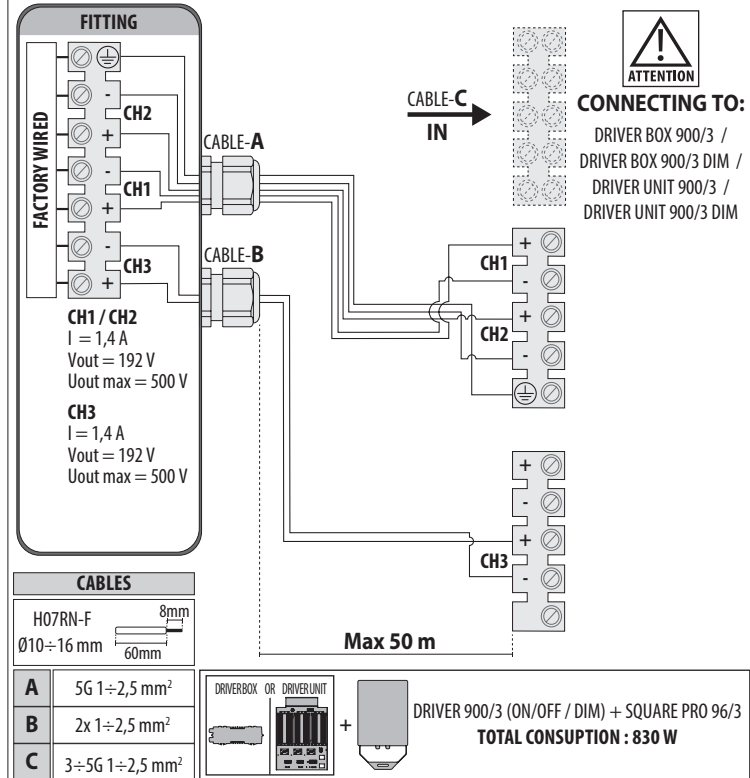 FITTING
FACTORY WIRED
-
CH2
+
-
CH1
+
-
CH3
+
CH1 / CH2
I = 1,4 A
Vout = 192 V
Uout max = 500 V
CH3
I = 1,4 A
Vout = 192 V
Uout max = 500 V
CABLE-A
CABLE-B
CABLE-C
IN
ATTENTION
CONNECTING TO:
DRIVER BOX 900/3 /
DRIVER BOX 900/3 DIM /
DRIVER UNIT 900/3 /
DRIVER UNIT 900/3 DIM
+
CH1
-
+
CH2
-
+
-
+
CH3
-
Max 50 m
CABLES
H07RN-F
Ø10÷16 mm
8mm
60mm
A 5G 1÷2,5 mm²
B 2x 1÷2,5 mm²
C 3÷5G 1÷2,5 mm²
DRIVERBOX OR DRIVERUNIT
+
DRIVER 900/3 (ON/OFF / DIM) + SQUARE PRO 96/3
TOTAL CONSUPTION : 830 W